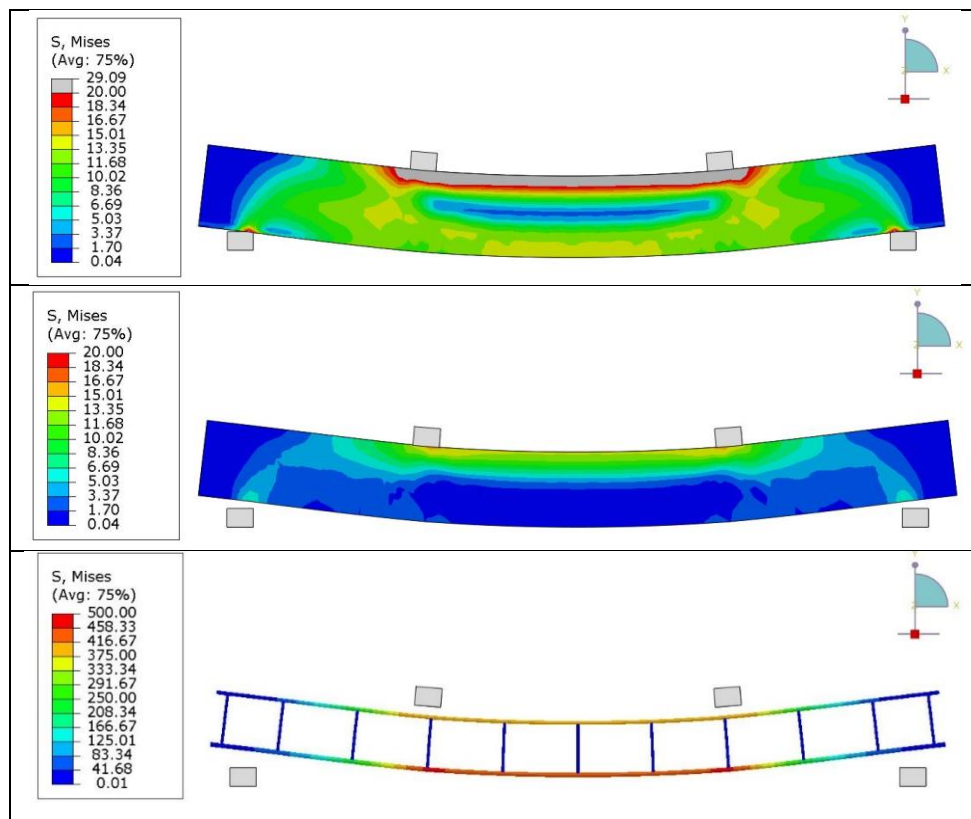 S, Mises
(Avg: 75%)
29.09
20.00
18.34
16.67
15.01
13.35
11.68
10.02
8.36
6.69
5.03
3.37
1.70
0.04
Y
Z
X
S, Mises
(Avg: 75%)
20.00
18.34
16.67
15.01
13.35
11.68
10.02
8.36
6.69
5.03
3.37
1.70
0.04
Y
Z
X
S, Mises
(Avg: 75%)
500.00
458.33
416.67
375.00
333.34
291.67
250.00
208.34
166.67
125.01
83.34
41.68
0.01
Y
Z
X